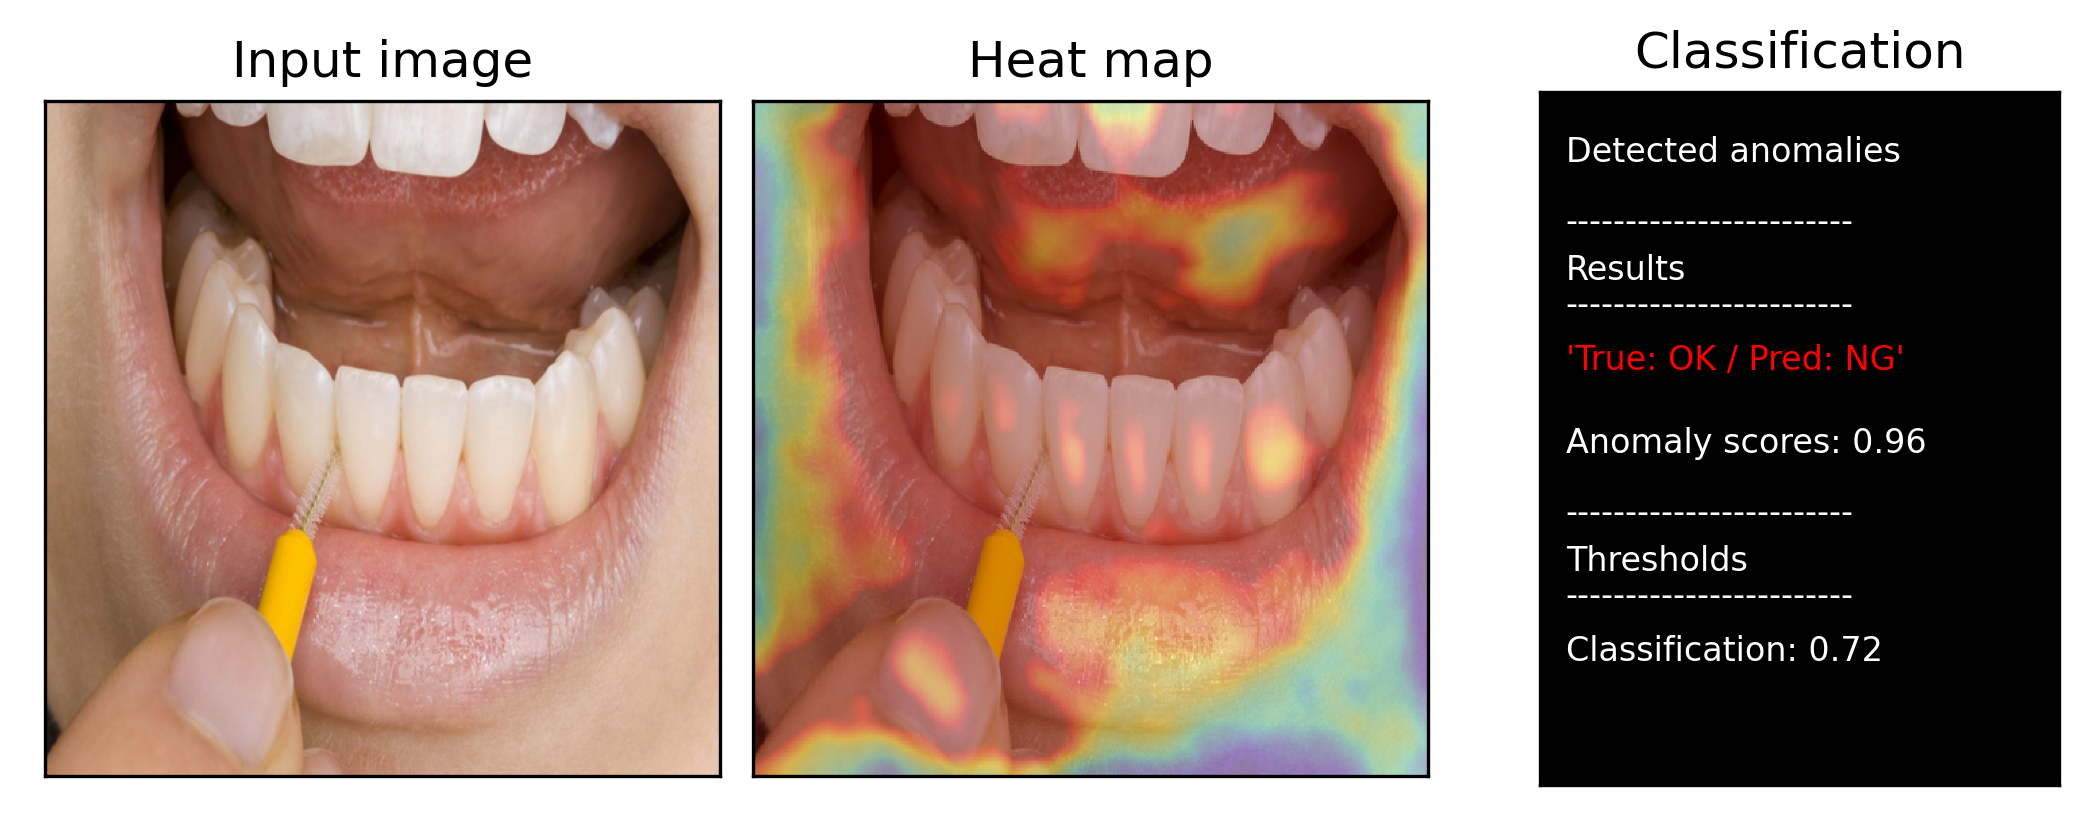 Input image
Heat map
Classification
Detected anomalies
------------------------
Results
------------------------
'True: OK / Pred: NG'
Anomaly scores: 0.96
------------------------
Thresholds
------------------------
Classification: 0.72